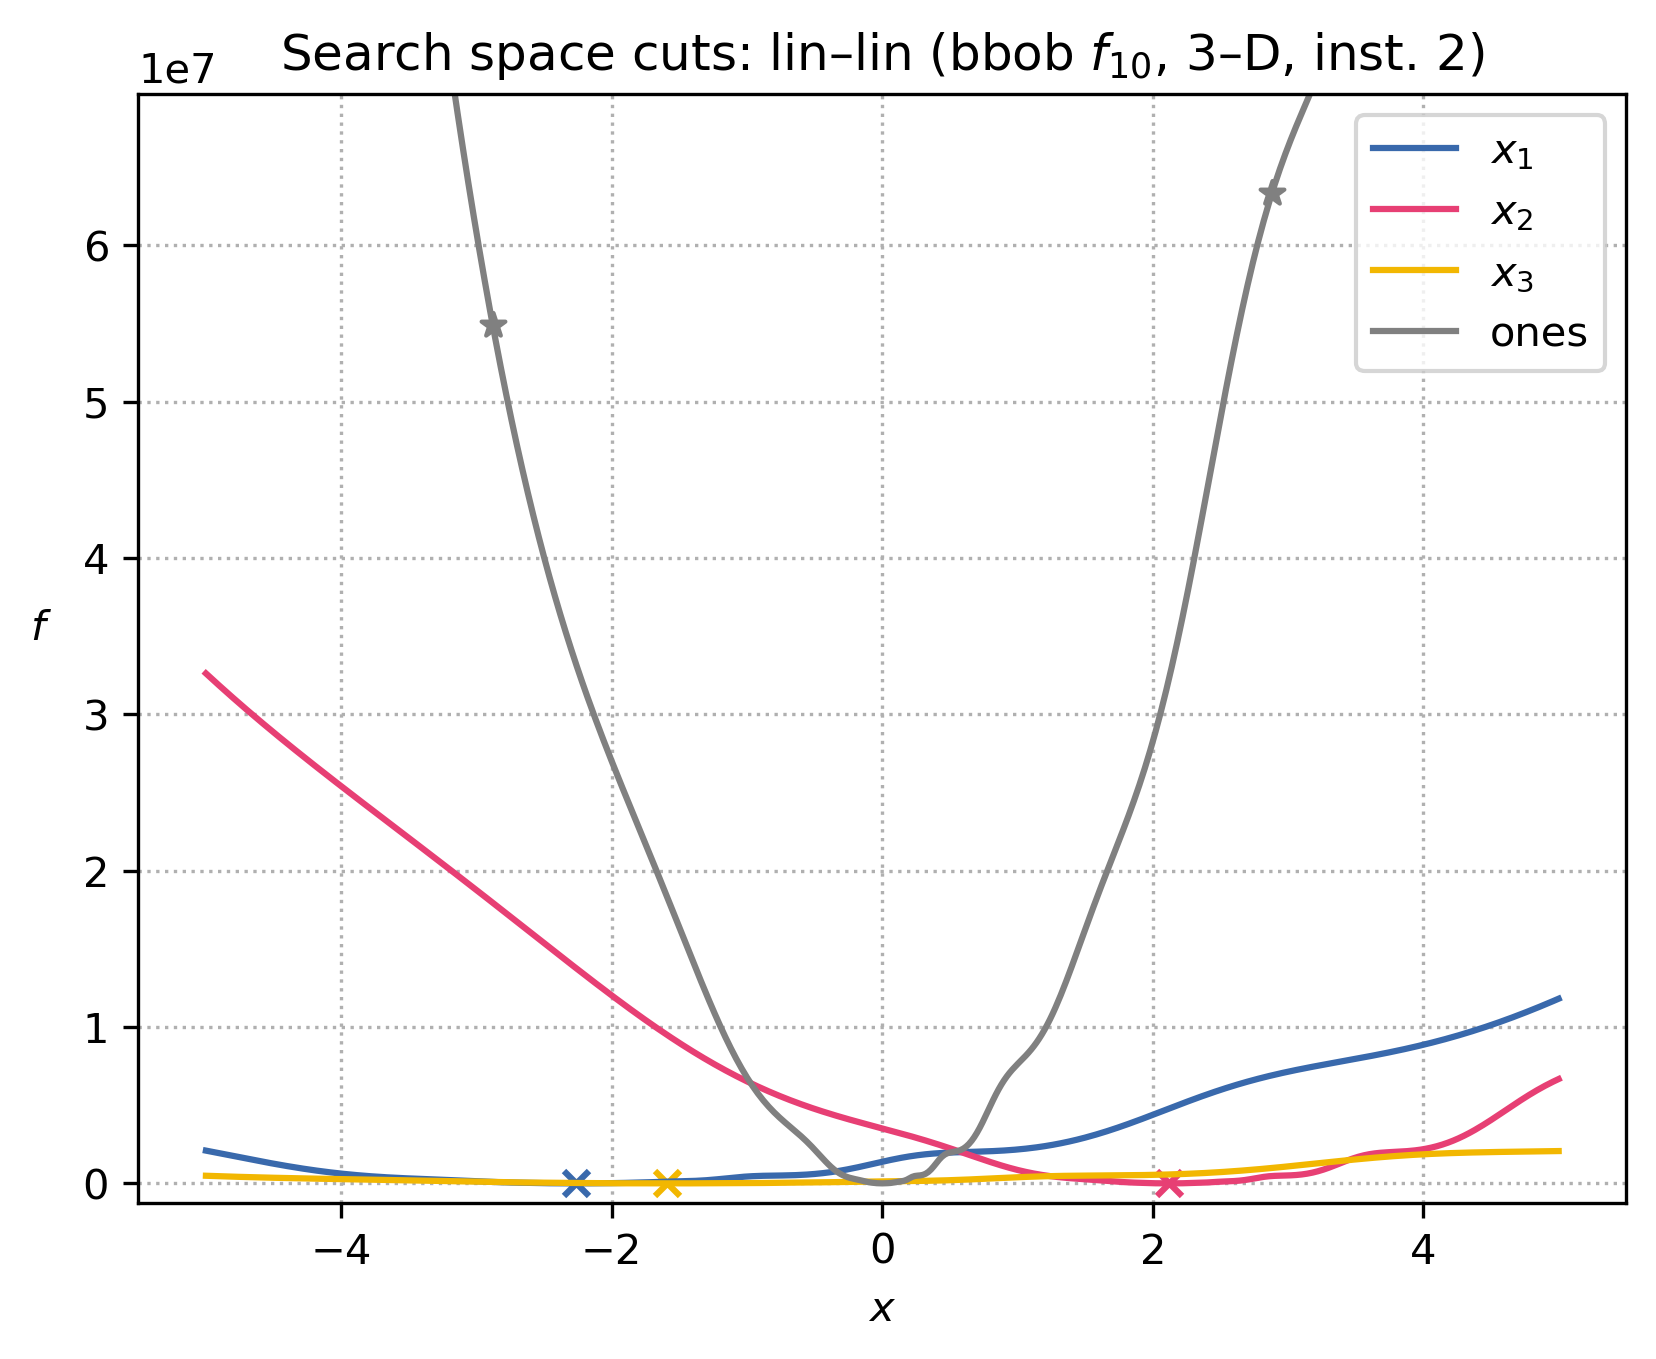 Search space cuts: lin–lin (bbob f₁₀, 3–D, inst. 2)
1e7
x₁
x₂
x₃
ones
6
5
4
3
2
1
0
f
−4 −2 0 2 4
x